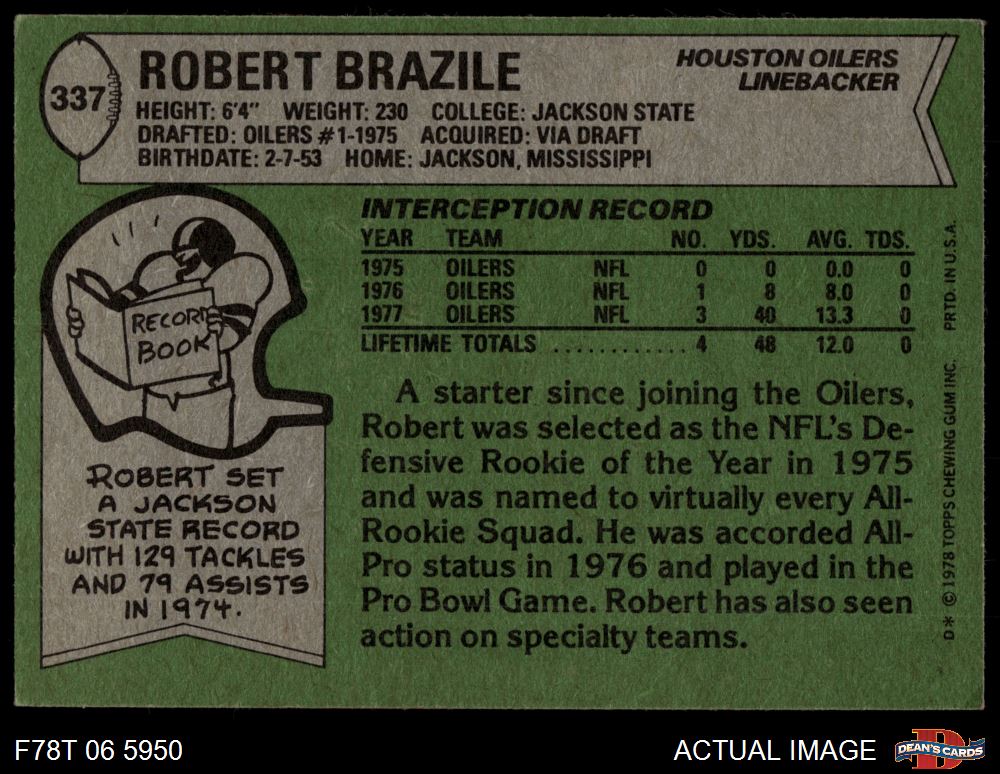 337
ROBERT BRAZILE
HOUSTON OILERS
LINEBACKER
HEIGHT: 6'4" WEIGHT: 230 COLLEGE: JACKSON STATE
DRAFTED: OILERS #1-1975 ACQUIRED: VIA DRAFT
BIRTHDATE: 2-7-53 HOME: JACKSON, MISSISSIPPI
RECORD
BOOK
ROBERT SET
A JACKSON
STATE RECORD
WITH 129 TACKLES
AND 79 ASSISTS
IN 1974.
INTERCEPTION RECORD
YEAR TEAM NO. YDS. AVG. TDS.
1975 OILERS NFL 0 0 0.0 0
1976 OILERS NFL 1 8 8.0 0
1977 OILERS NFL 3 40 13.3 0
LIFETIME TOTALS ............ 4 48 12.0 0
A starter since joining the Oilers,
Robert was selected as the NFL's De-
fensive Rookie of the Year in 1975
and was named to virtually every All-
Rookie Squad. He was accorded All-
Pro status in 1976 and played in the
Pro Bowl Game. Robert has also seen
action on specialty teams.
D* ©1978 TOPPS CHEWING GUM INC. PRTD. IN U.S.A.
F78T 06 5950
ACTUAL IMAGE
D
DEAN'S CARDS